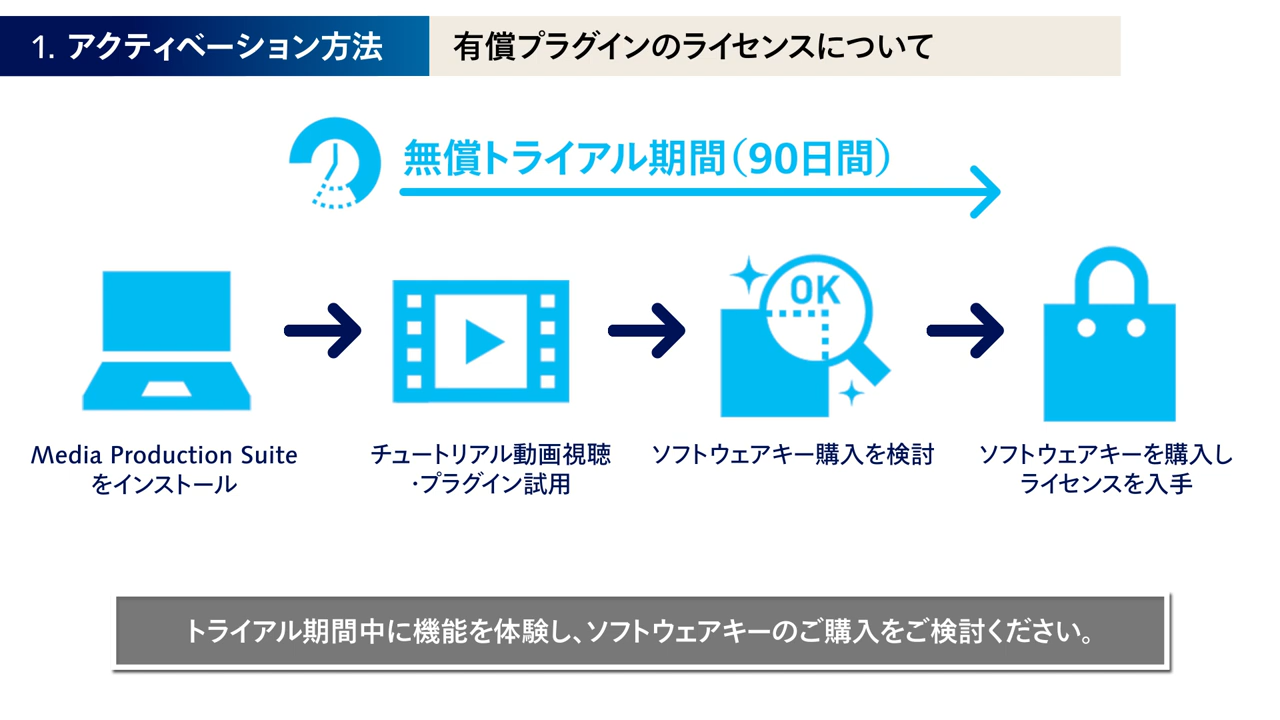 1. アクティベーション方法
有償プラグインのライセンスについて
無償トライアル期間(90日間)
OK
Media Production Suite
をインストール
チュートリアル動画視聴
・プラグイン試用
ソフトウェアキー購入を検討
ソフトウェアキーを購入し
ライセンスを入手
トライアル期間中に機能を体験し、ソフトウェアキーのご購入をご検討ください。